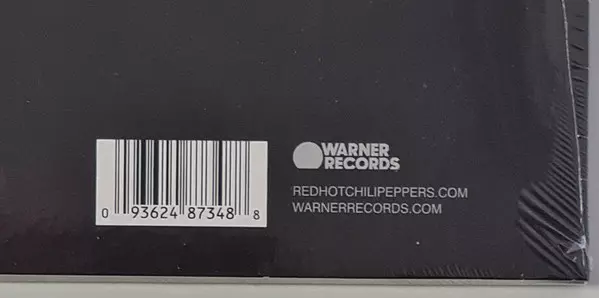 WARNER
RECORDS
REDHOTCHILIPEPPERS.COM
WARNERRECORDS.COM
0 93624 87348 8